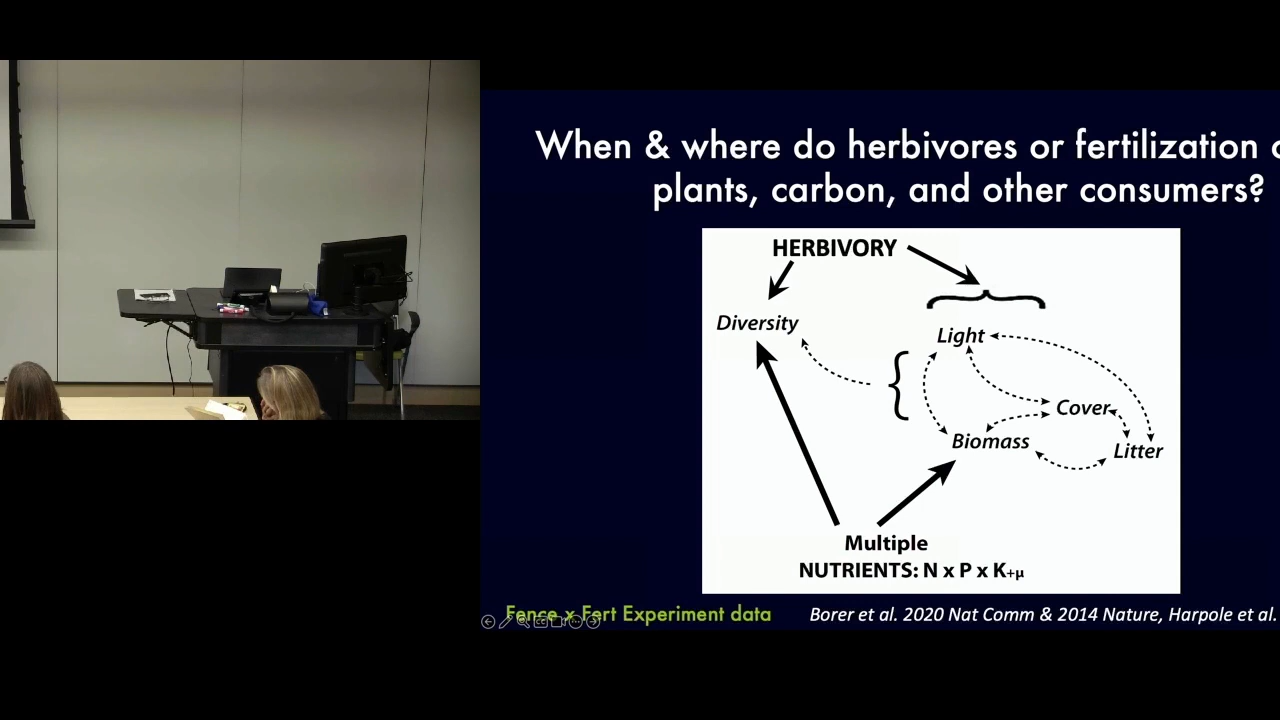 When & where do herbivores or fertilization
plants, carbon, and other consumers?
HERBIVORY
Diversity
Light
Cover
Biomass
Litter
Multiple
NUTRIENTS: N x P x K+μ
Fence x Fert Experiment data
Borer et al. 2020 Nat Comm & 2014 Nature, Harpole et al.